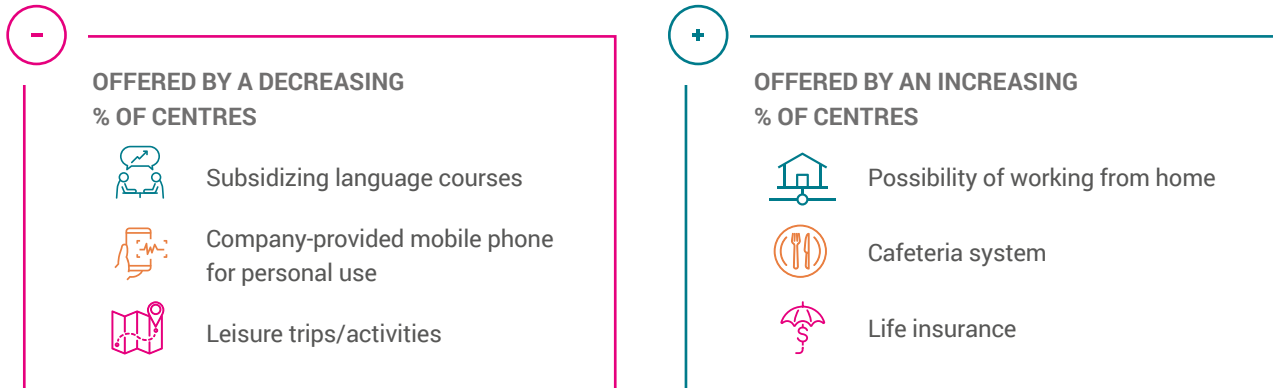 -
OFFERED BY A DECREASING
% OF CENTRES
Subsidizing language courses
Company-provided mobile phone
for personal use
Leisure trips/activities
+
OFFERED BY AN INCREASING
% OF CENTRES
Possibility of working from home
Cafeteria system
$
Life insurance